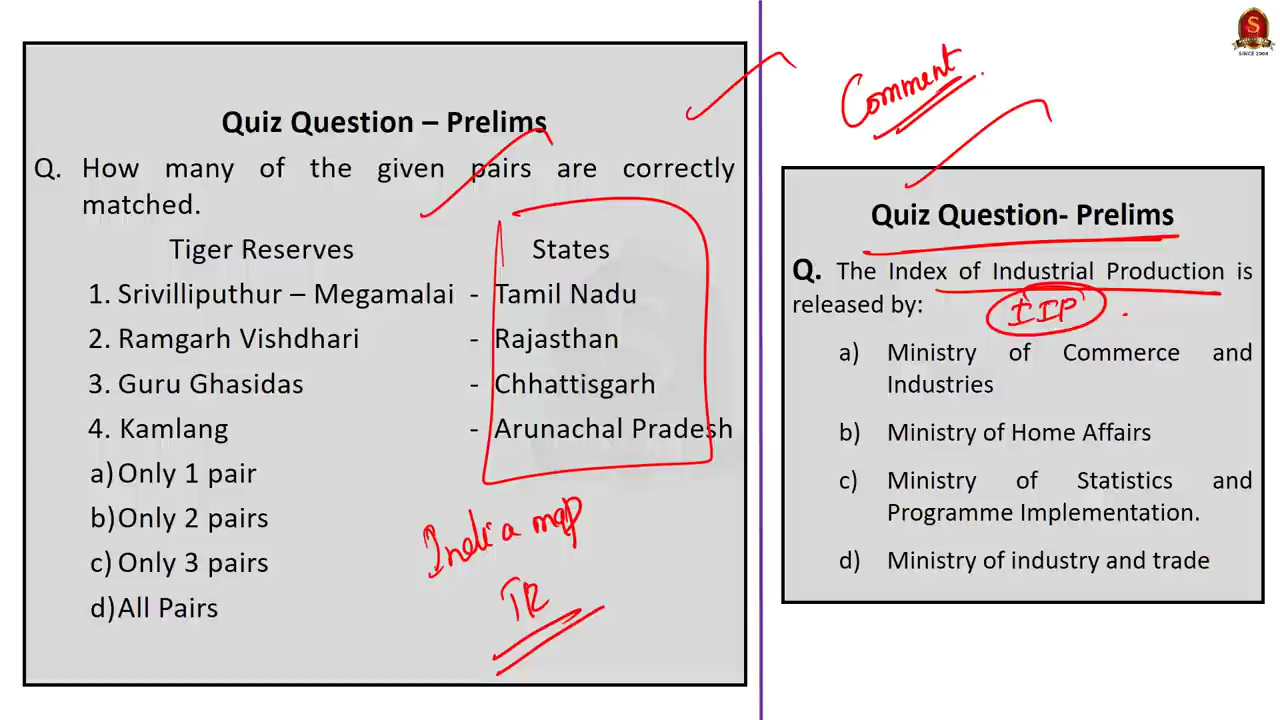 Quiz Question – Prelims
Q. How many of the given pairs are correctly
matched.
Tiger Reserves States
1. Srivilliputhur – Megamalai - Tamil Nadu
2. Ramgarh Vishdhari - Rajasthan
3. Guru Ghasidas - Chhattisgarh
4. Kamlang - Arunachal Pradesh
a) Only 1 pair
b) Only 2 pairs
c) Only 3 pairs
d) All Pairs
India map
TR
Comment
Quiz Question- Prelims
Q. The Index of Industrial Production is
released by:
IIP
a) Ministry of Commerce and
Industries
b) Ministry of Home Affairs
c) Ministry of Statistics and
Programme Implementation.
d) Ministry of industry and trade
S
SINCE 2004